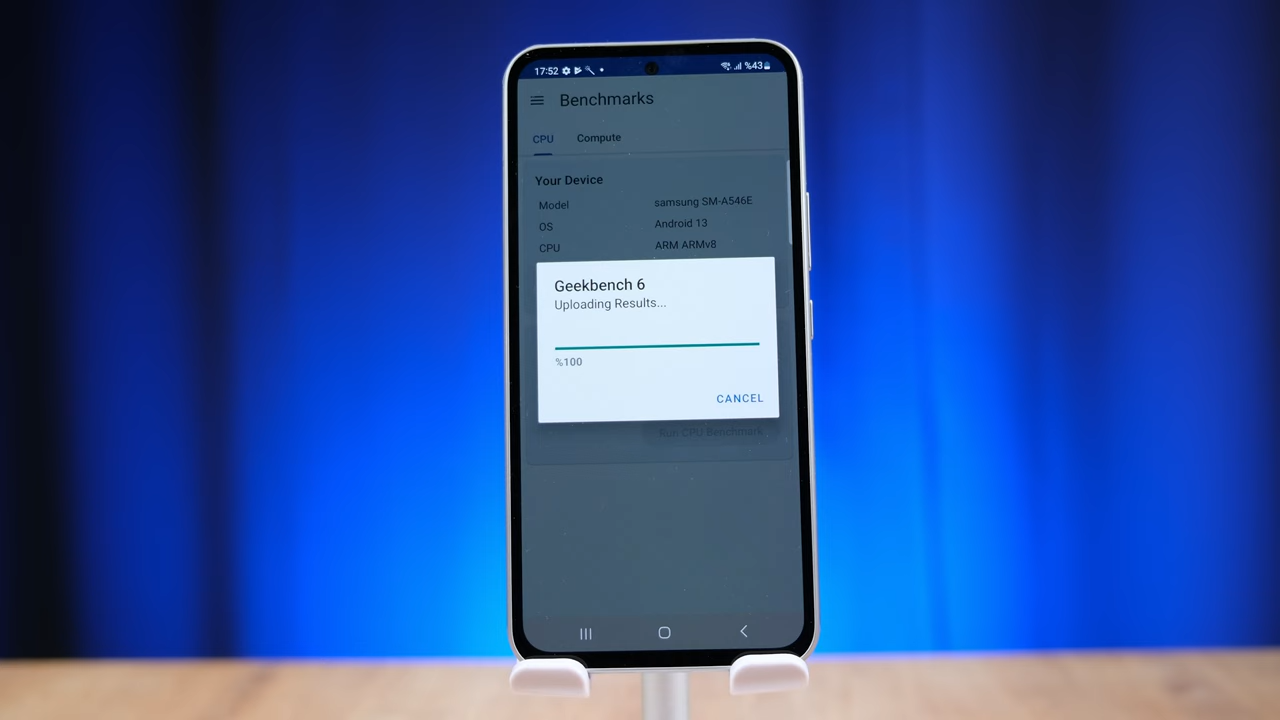 17:52 %43
Benchmarks
CPU Compute
Your Device
Model samsung SM-A546E
OS Android 13
CPU ARM ARMv8
Geekbench 6
Uploading Results...
%100
CANCEL
Run CPU Benchmark